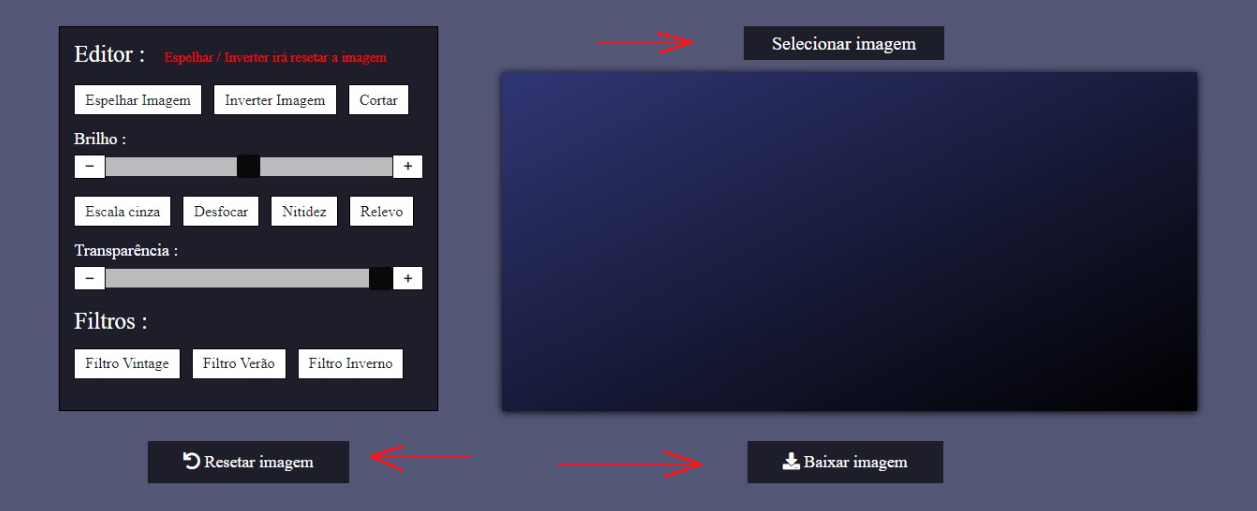 Editor : Espelhar / Inverter irá resetar a imagem
Selecionar imagem
Espelhar Imagem Inverter Imagem Cortar
Brilho :
− +
Escala cinza Desfocar Nitidez Relevo
Transparência :
− +
Filtros :
Filtro Vintage Filtro Verão Filtro Inverno
Resetar imagem
Baixar imagem